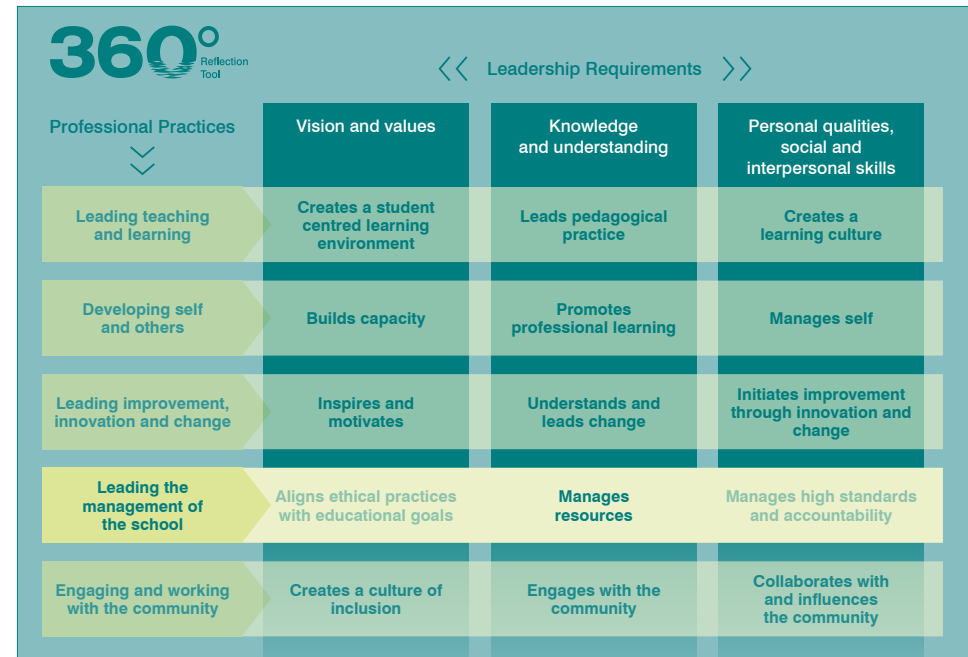 360°
Reflection
Tool
Leadership Requirements
Professional Practices
Vision and values
Knowledge
and understanding
Personal qualities,
social and
interpersonal skills
Leading teaching
and learning
Creates a student
centred learning
environment
Leads pedagogical
practice
Creates a
learning culture
Developing self
and others
Builds capacity
Promotes
professional learning
Manages self
Leading improvement,
innovation and change
Inspires and
motivates
Understands and
leads change
Initiates improvement
through innovation and
change
Leading the
management of
the school
Aligns ethical practices
with educational goals
Manages
resources
Manages high standards
and accountability
Engaging and working
with the community
Creates a culture of
inclusion
Engages with the
community
Collaborates with
and influences
the community